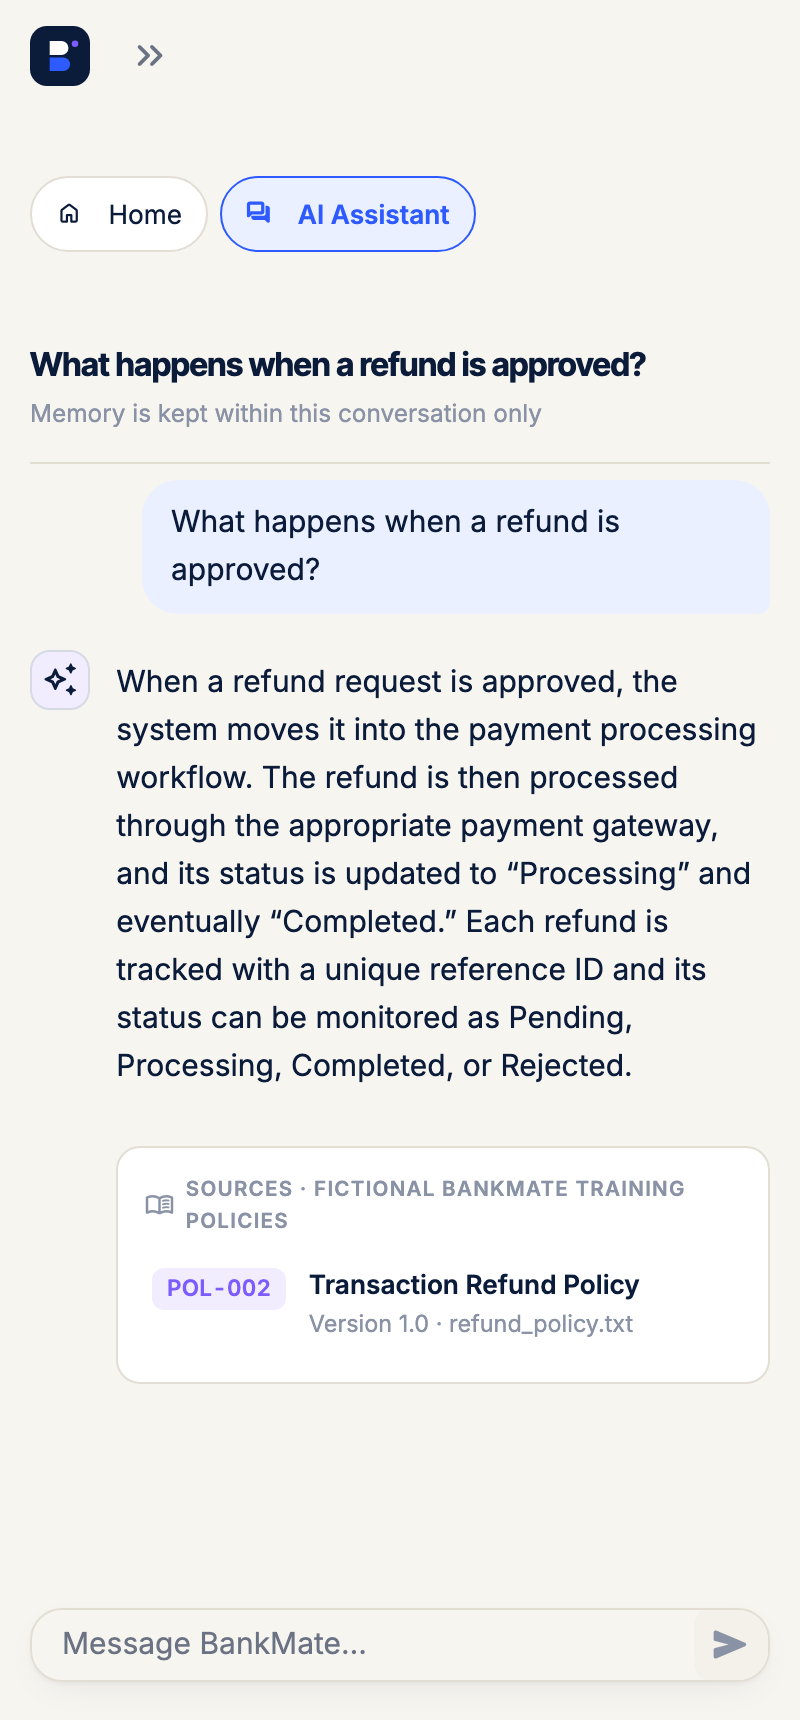 Home
AI Assistant
What happens when a refund is approved?
Memory is kept within this conversation only
What happens when a refund is
approved?
When a refund request is approved, the
system moves it into the payment processing
workflow. The refund is then processed
through the appropriate payment gateway,
and its status is updated to “Processing” and
eventually “Completed.” Each refund is
tracked with a unique reference ID and its
status can be monitored as Pending,
Processing, Completed, or Rejected.
SOURCES · FICTIONAL BANKMATE TRAINING
POLICIES
POL-002
Transaction Refund Policy
Version 1.0 · refund_policy.txt
Message BankMate...